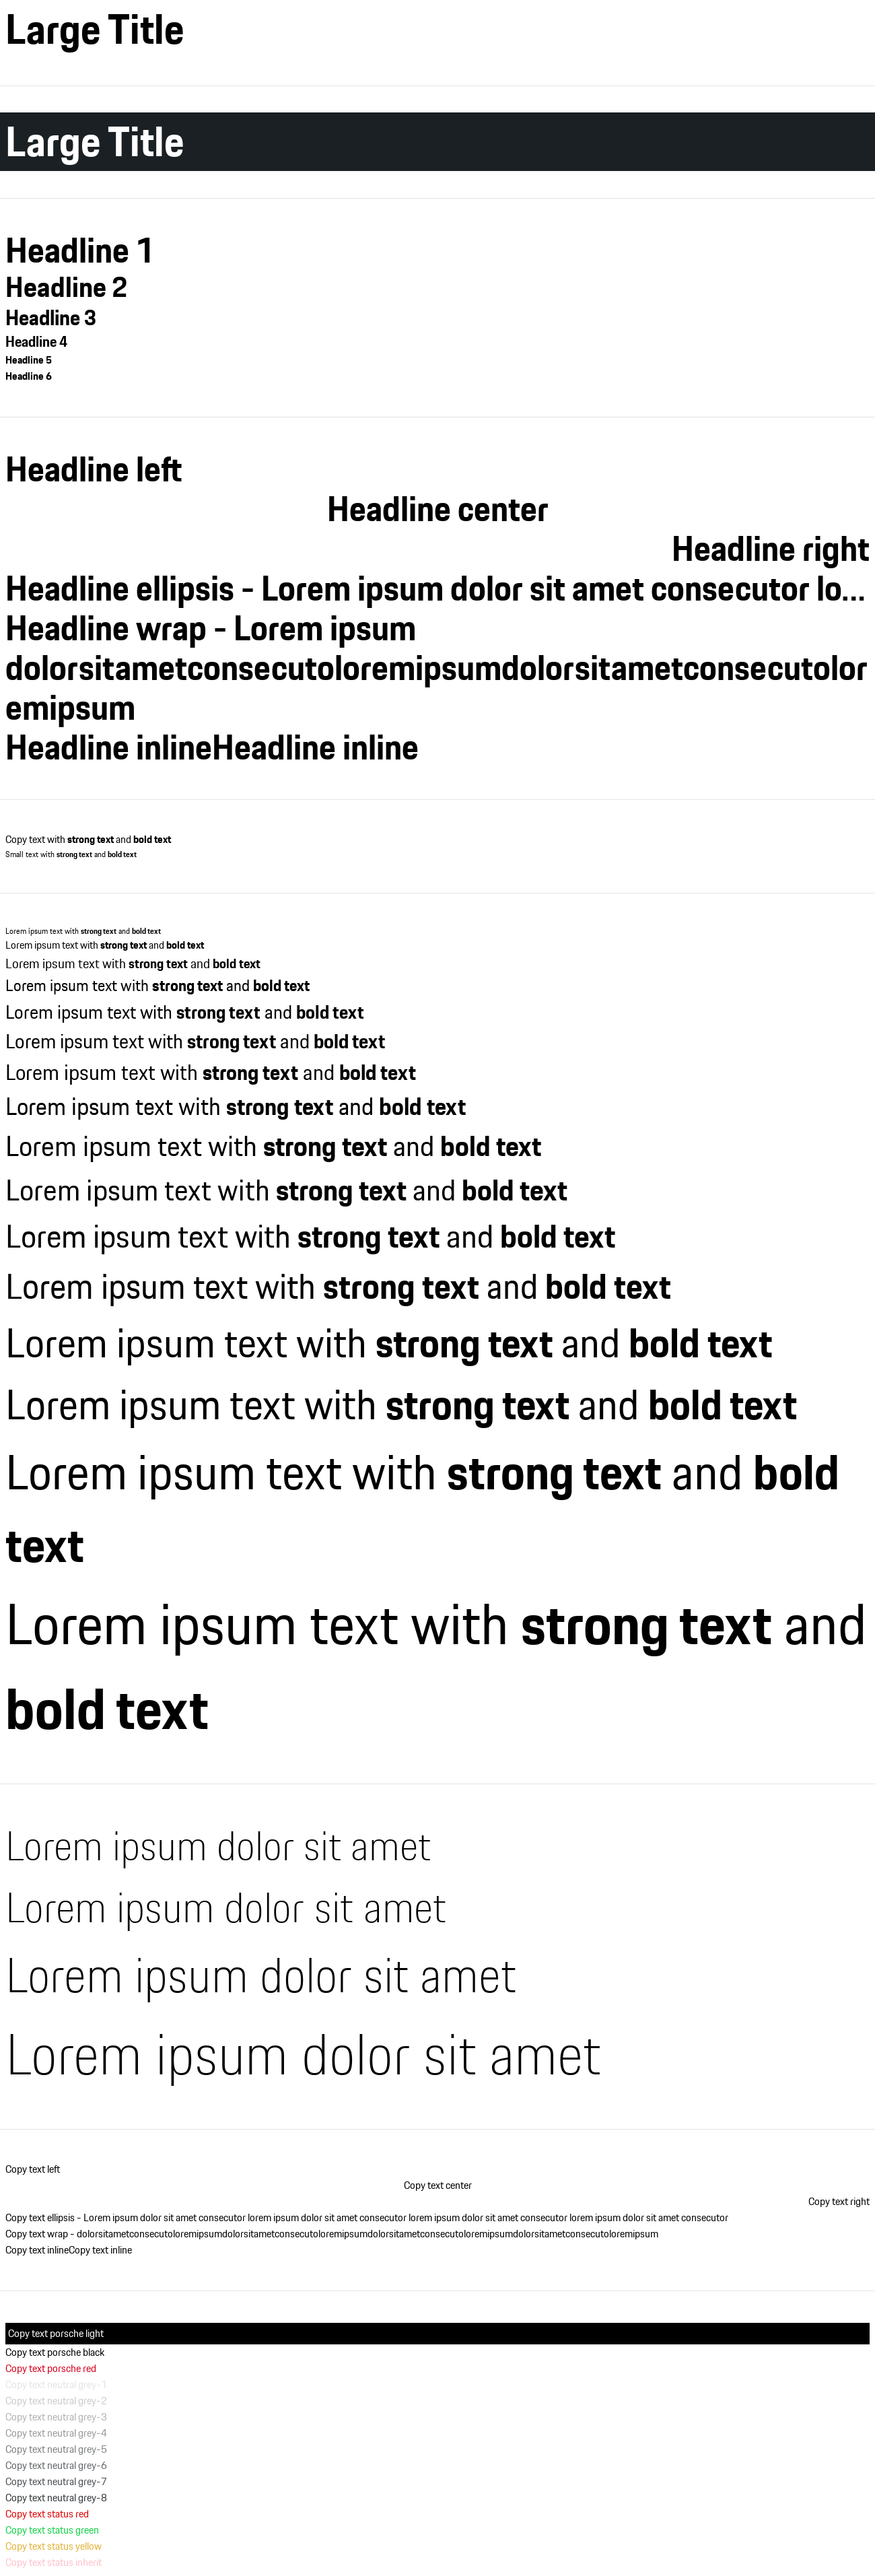 Large Title
Large Title
Headline 1
Headline 2
Headline 3
Headline 4
Headline 5
Headline 6
Headline left
Headline center
Headline right
Headline ellipsis - Lorem ipsum dolor sit amet consecutor lo...
Headline wrap - Lorem ipsum
dolorsitametconsecutoloremipsumdolorsitametconsecutolor
emipsum
Headline inlineHeadline inline
Copy text with strong text and bold text
Small text with strong text and bold text
Lorem ipsum text with strong text and bold text
Lorem ipsum text with strong text and bold text
Lorem ipsum text with strong text and bold text
Lorem ipsum text with strong text and bold text
Lorem ipsum text with strong text and bold text
Lorem ipsum text with strong text and bold text
Lorem ipsum text with strong text and bold text
Lorem ipsum text with strong text and bold text
Lorem ipsum text with strong text and bold text
Lorem ipsum text with strong text and bold text
Lorem ipsum text with strong text and bold text
Lorem ipsum text with strong text and bold text
Lorem ipsum text with strong text and bold text
Lorem ipsum text with strong text and bold text
Lorem ipsum text with strong text and bold
text
Lorem ipsum text with strong text and
bold text
Lorem ipsum dolor sit amet
Lorem ipsum dolor sit amet
Lorem ipsum dolor sit amet
Lorem ipsum dolor sit amet
Copy text left
Copy text center
Copy text right
Copy text ellipsis - Lorem ipsum dolor sit amet consecutor lorem ipsum dolor sit amet consecutor lorem ipsum dolor sit amet consecutor lorem ipsum dolor sit amet consecutor
Copy text wrap - dolorsitametconsecutoloremipsumdolorsitametconsecutoloremipsumdolorsitametconsecutoloremipsumdolorsitametconsecutoloremipsum
Copy text inlineCopy text inline
Copy text porsche light
Copy text porsche black
Copy text porsche red
Copy text neutral grey-1
Copy text neutral grey-2
Copy text neutral grey-3
Copy text neutral grey-4
Copy text neutral grey-5
Copy text neutral grey-6
Copy text neutral grey-7
Copy text neutral grey-8
Copy text status red
Copy text status green
Copy text status yellow
Copy text status inherit